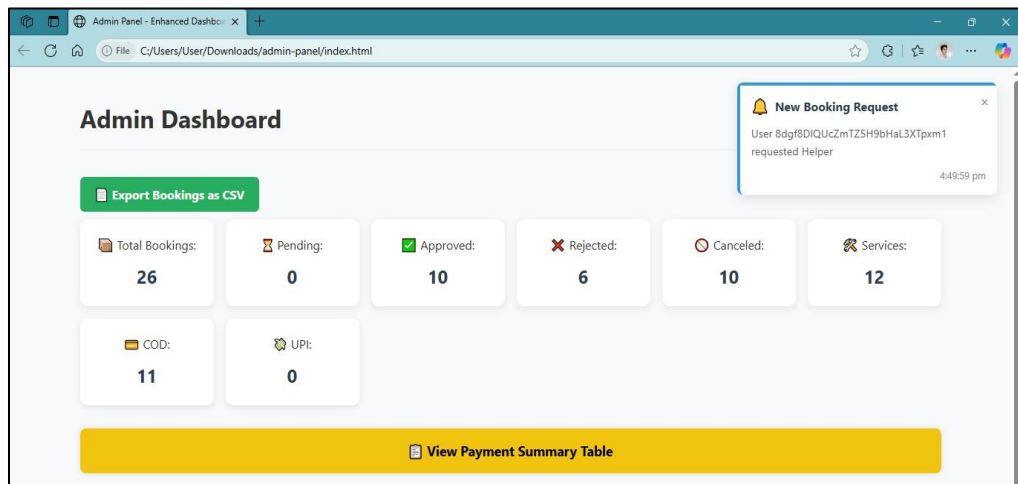 Admin Panel - Enhanced Dashbo
File C:/Users/User/Downloads/admin-panel/index.html
Admin Dashboard
New Booking Request
User 8dgf8DIQUcZmTZ5H9bHaL3XTpxm1
requested Helper
4:49:59 pm
Export Bookings as CSV
Total Bookings:
26
Pending:
0
Approved:
10
Rejected:
6
Canceled:
10
Services:
12
COD:
11
UPI:
0
View Payment Summary Table